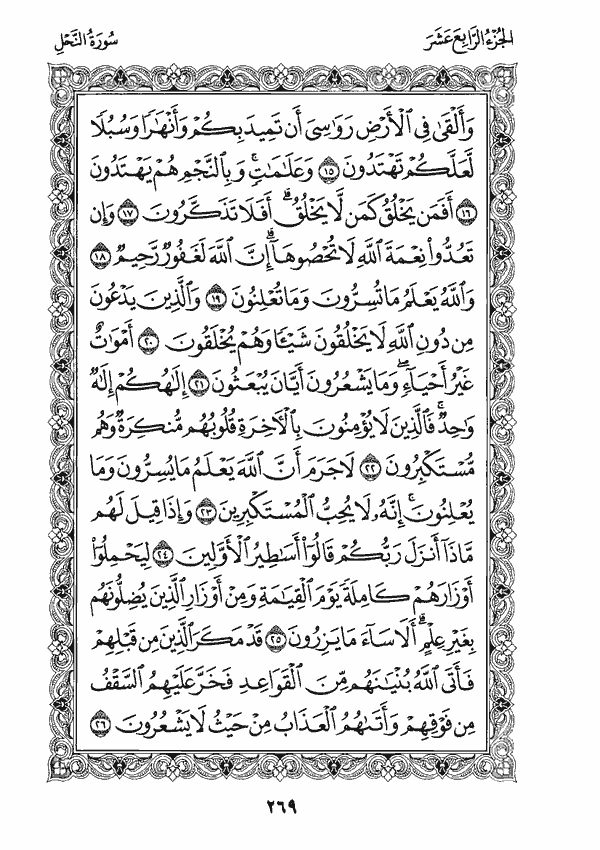 الجزء الرابع عشر
سورة النحل
وَأَلْقَىٰ فِي الْأَرْضِ رَوَاسِيَ أَن تَمِيدَ بِكُمْ وَأَنْهَارًا وَسُبُلًا
لَّعَلَّكُمْ تَهْتَدُونَ ١٥ وَعَلَامَاتٍ ۚ وَبِالنَّجْمِ هُمْ يَهْتَدُونَ
١٦ أَفَمَن يَخْلُقُ كَمَن لَّا يَخْلُقُ ۗ أَفَلَا تَذَكَّرُونَ ١٧ وَإِن
تَعُدُّوا نِعْمَةَ اللَّهِ لَا تُحْصُوهَا ۗ إِنَّ اللَّهَ لَغَفُورٌ رَّحِيمٌ ١٨
وَاللَّهُ يَعْلَمُ مَا تُسِرُّونَ وَمَا تُعْلِنُونَ ١٩ وَالَّذِينَ يَدْعُونَ
مِن دُونِ اللَّهِ لَا يَخْلُقُونَ شَيْئًا وَهُمْ يُخْلَقُونَ ٢٠ أَمْوَاتٌ
غَيْرُ أَحْيَاءٍ ۖ وَمَا يَشْعُرُونَ أَيَّانَ يُبْعَثُونَ ٢١ إِلَٰهُكُمْ إِلَٰهٌ
وَاحِدٌ ۚ فَالَّذِينَ لَا يُؤْمِنُونَ بِالْآخِرَةِ قُلُوبُهُم مُّنكِرَةٌ وَهُم
مُّسْتَكْبِرُونَ ٢٢ لَا جَرَمَ أَنَّ اللَّهَ يَعْلَمُ مَا يُسِرُّونَ وَمَا
يُعْلِنُونَ ۚ إِنَّهُ لَا يُحِبُّ الْمُسْتَكْبِرِينَ ٢٣ وَإِذَا قِيلَ لَهُم
مَّاذَا أَنزَلَ رَبُّكُمْ قَالُوا أَسَاطِيرُ الْأَوَّلِينَ ٢٤ لِيَحْمِلُوا
أَوْزَارَهُمْ كَامِلَةً يَوْمَ الْقِيَامَةِ وَمِنْ أَوْزَارِ الَّذِينَ يُضِلُّونَهُم
بِغَيْرِ عِلْمٍ ۗ أَلَا سَاءَ مَا يَزِرُونَ ٢٥ قَدْ مَكَرَ الَّذِينَ مِن قَبْلِهِمْ
فَأَتَى اللَّهُ بُنْيَانَهُم مِّنَ الْقَوَاعِدِ فَخَرَّ عَلَيْهِمُ السَّقْفُ
مِن فَوْقِهِمْ وَأَتَاهُمُ الْعَذَابُ مِنْ حَيْثُ لَا يَشْعُرُونَ ٢٦
٢٦٩